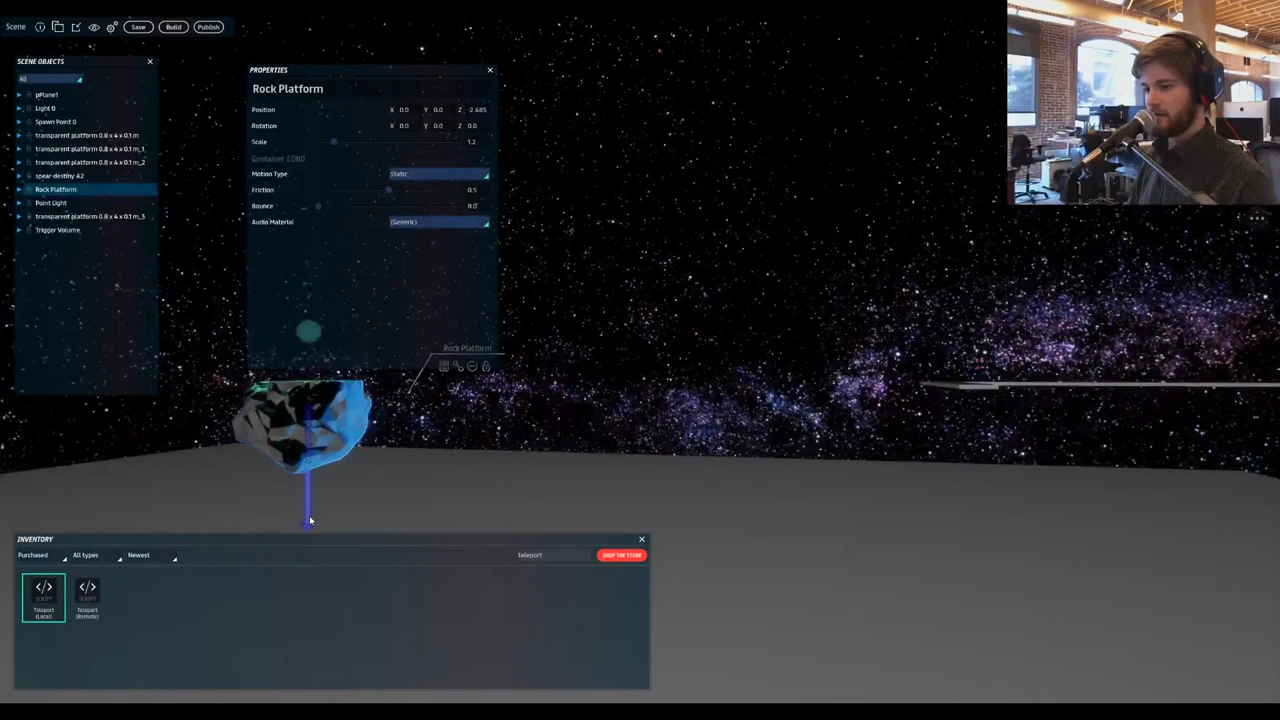 Scene Save Build Publish
SCENE OBJECTS
All
pPlane1
Light 0
Spawn Point 0
transparent platform 0.8 x 4 x 0.1 m
transparent platform 0.8 x 4 x 0.1 m_1
transparent platform 0.8 x 4 x 0.1 m_2
spear-destiny-A2
Rock Platform
Point Light
transparent platform 0.8 x 4 x 0.1 m_3
Trigger Volume
PROPERTIES
Rock Platform
Position X 0.0 Y 0.0 Z -2.485
Rotation X 0.0 Y 0.0 Z 0.0
Scale 1.2
Motion Type Static
Friction 0.5
Bounce 0.0
Audio Material (Generic)
Rock Platform
INVENTORY
Purchased All types Newest teleport SHOP THE STORE
SCRIPT SCRIPT
Teleport Teleport
(Local) (Remote)